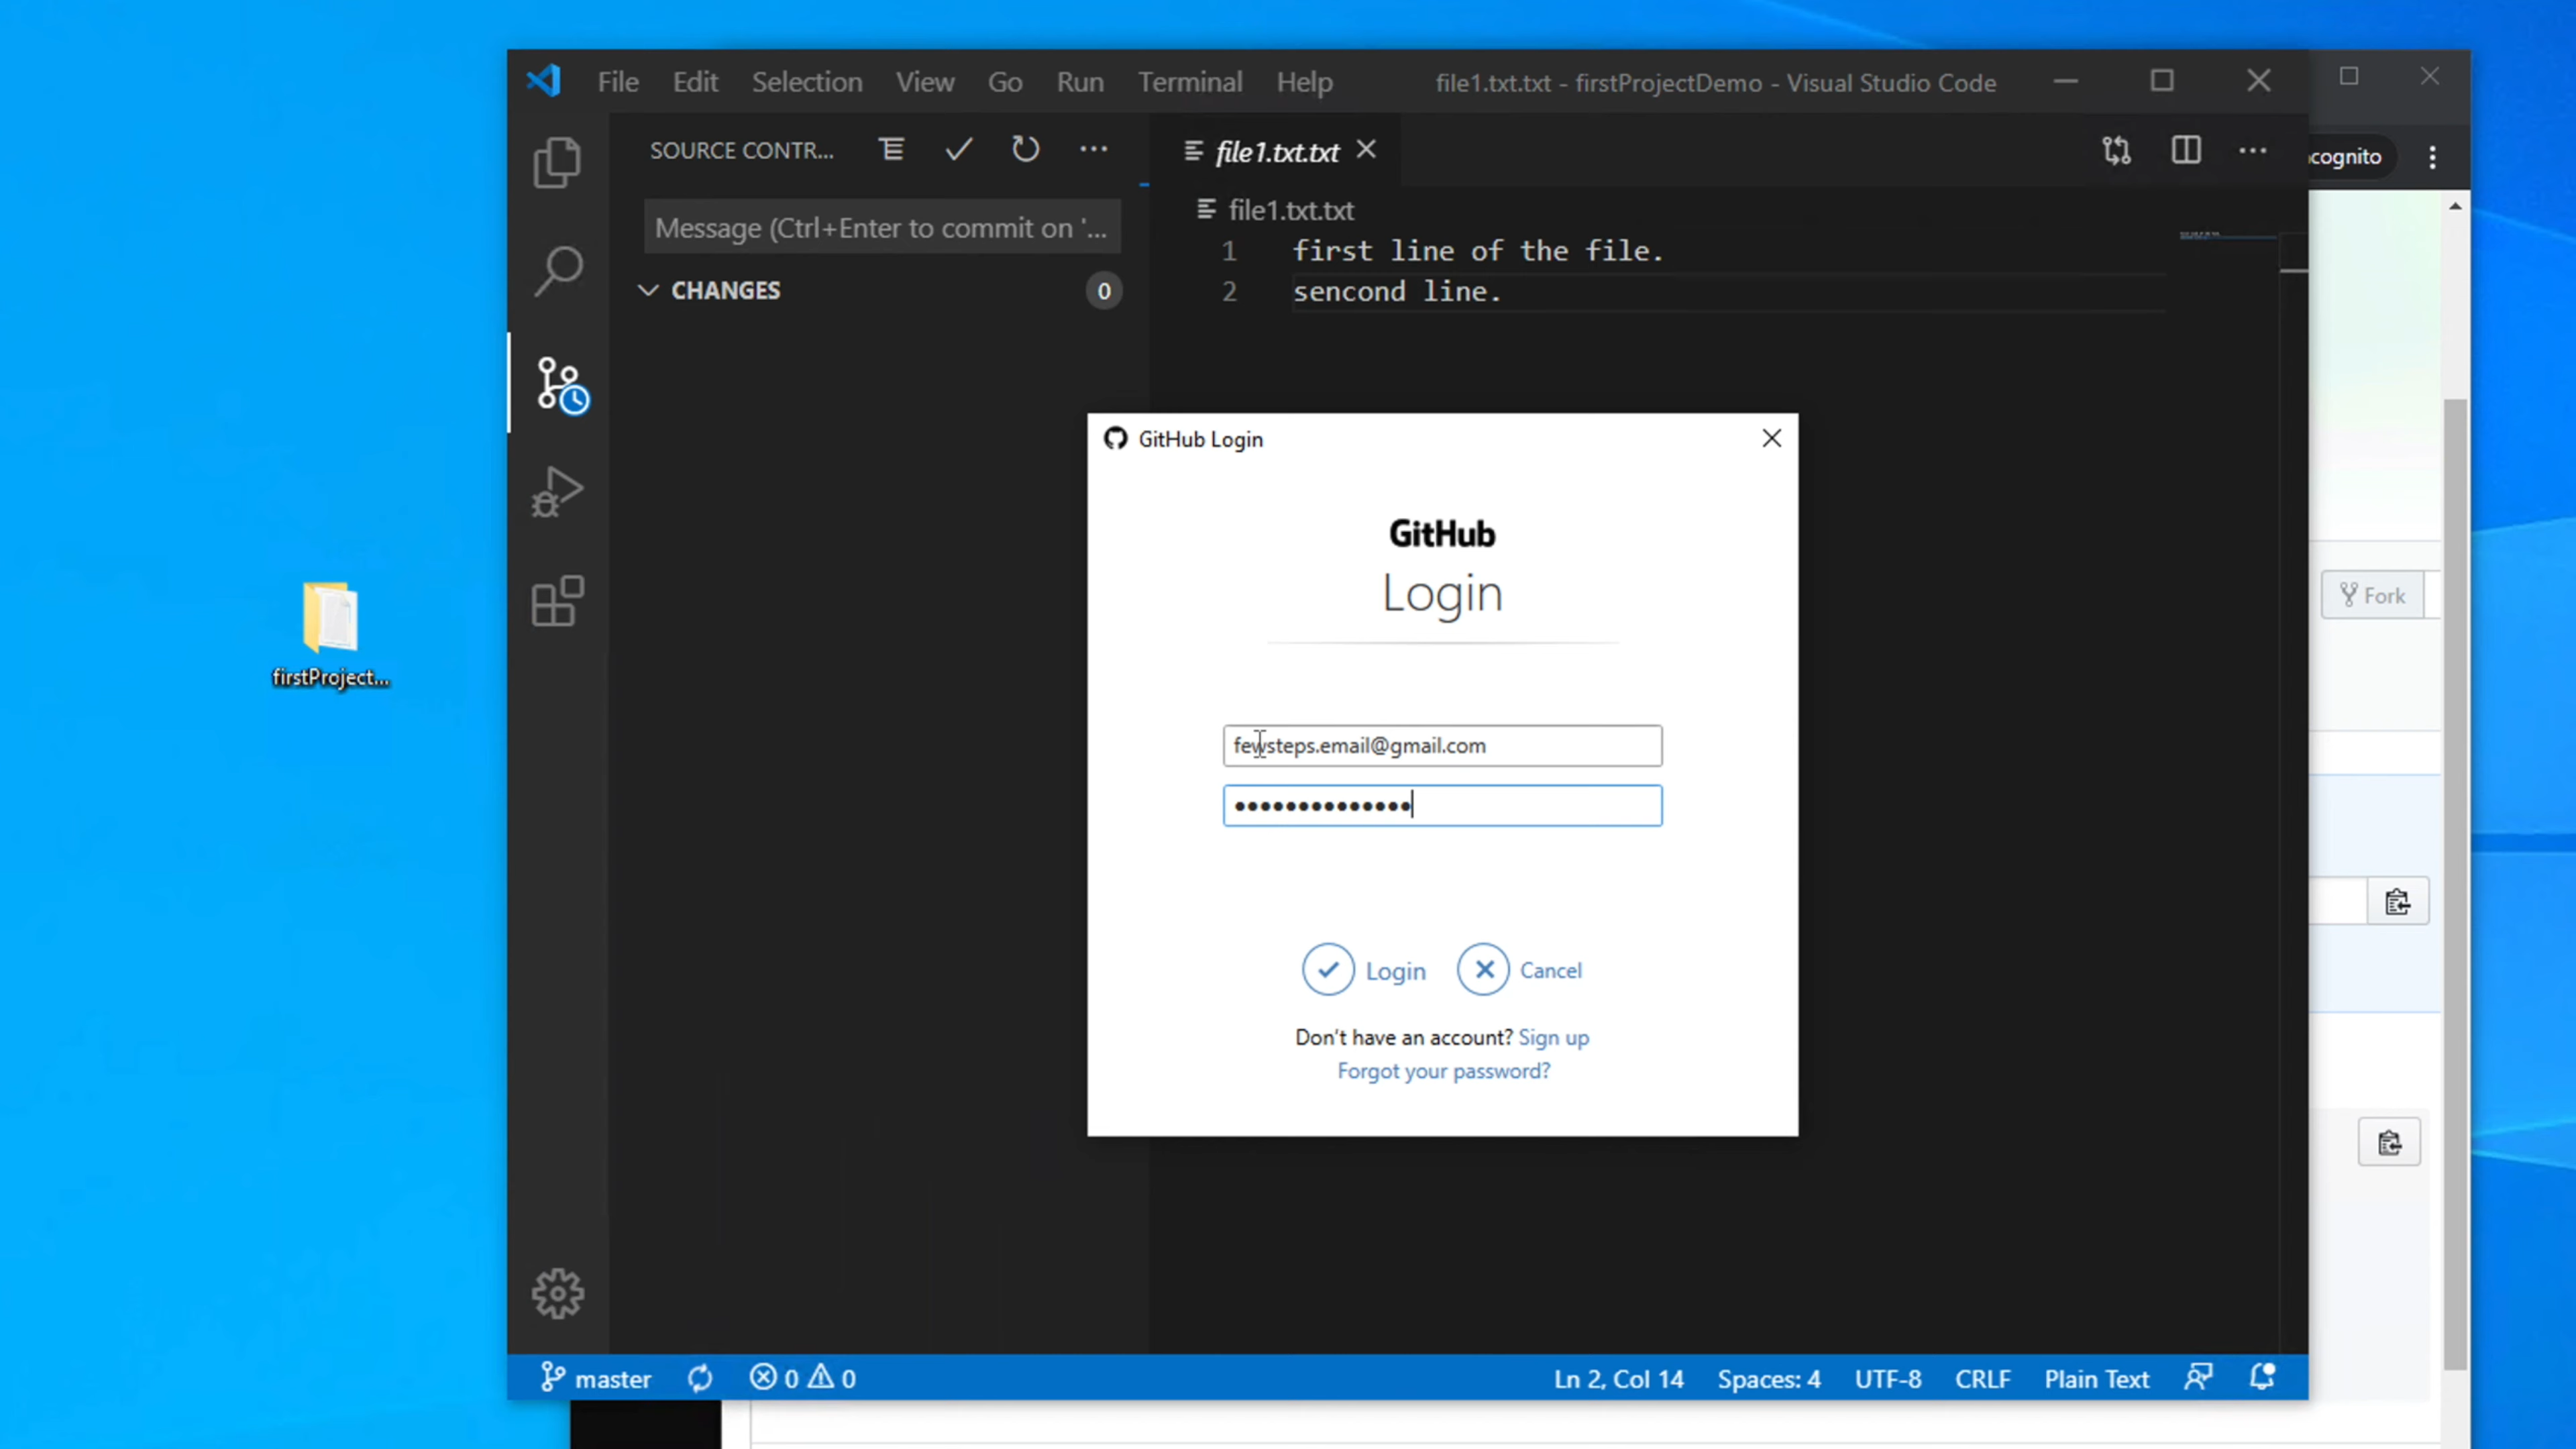 File Edit Selection View Go Run Terminal Help file1.txt.txt - firstProjectDemo - Visual Studio Code
SOURCE CONTR... ...
file1.txt.txt
...
cognito
Message (Ctrl+Enter to commit on '...
file1.txt.txt
CHANGES 0
1 first line of the file.
2 sencond line.
GitHub Login
GitHub
Login
fewsteps.email@gmail.com
••••••••••••••
Login Cancel
Don't have an account? Sign up
Forgot your password?
firstProject...
Fork
master 0 0 Ln 2, Col 14 Spaces: 4 UTF-8 CRLF Plain Text